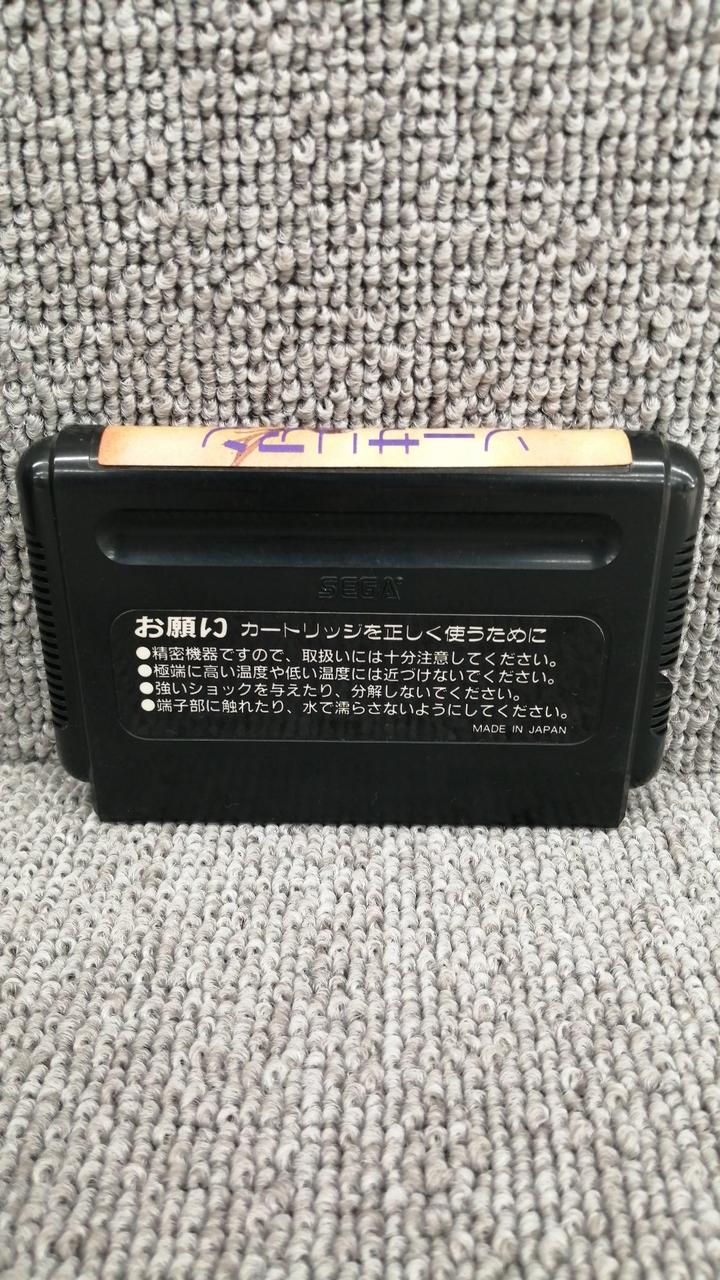 ソーサリアン
SEGA
お願い カートリッジを正しく使うために
●精密機器ですので、取扱いには十分注意してください。
●極端に高い温度や低い温度には近づけないでください。
●強いショックを与えたり、分解しないでください。
●端子部に触れたり、水で濡らさないようにしてください。
MADE IN JAPAN